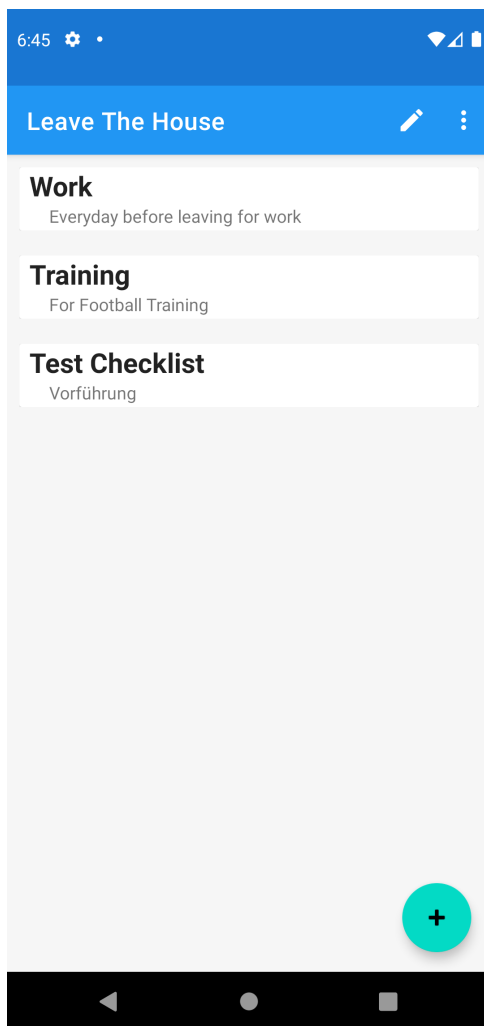 6:45
Leave The House
Work
Everyday before leaving for work
Training
For Football Training
Test Checklist
Vorführung
+